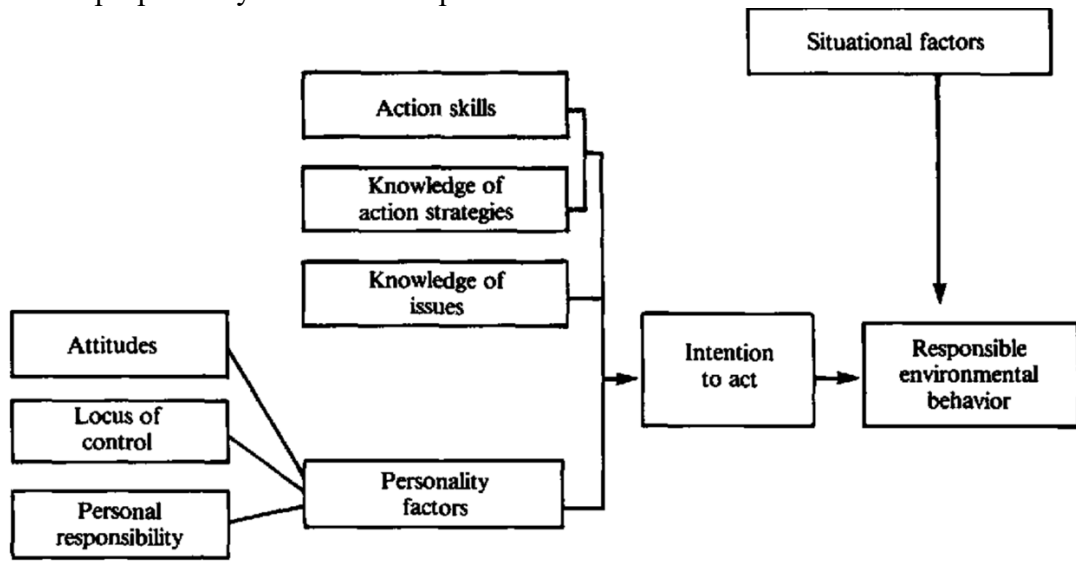 Situational factors
Action skills
Knowledge of
action strategies
Knowledge of
issues
Attitudes
Locus of
control
Personal
responsibility
Personality
factors
Intention
to act
Responsible
environmental
behavior